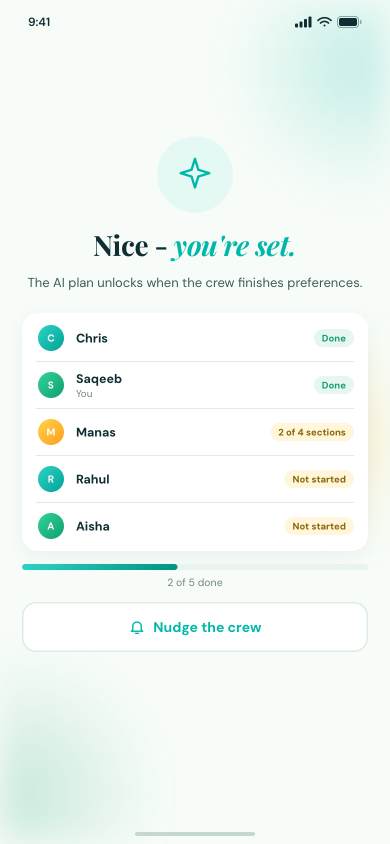 9:41
Nice – you're set.
The AI plan unlocks when the crew finishes preferences.
C Chris Done
S Saqeeb Done
You
M Manas 2 of 4 sections
R Rahul Not started
A Aisha Not started
2 of 5 done
Nudge the crew